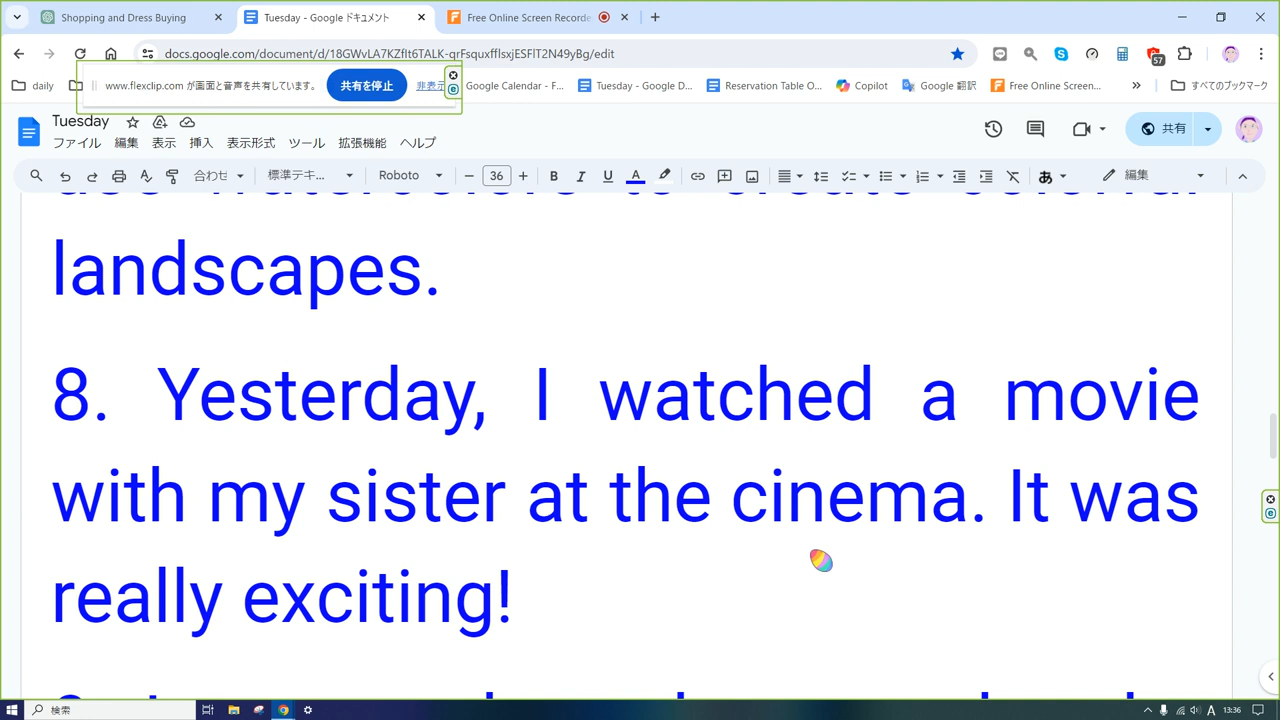 Shopping and Dress Buying
Tuesday - Google ドキュメント
Free Online Screen Recorde
docs.google.com/document/d/18GWvLA7KZflt6TALK-qrFsquxfflsxjESFlT2N49yBg/edit
57
daily
www.flexclip.com が画面と音声を共有しています。
共有を停止
非表示
Google Calendar - F...
Tuesday - Google D...
Reservation Table O...
Copilot
Google 翻訳
Free Online Screen...
すべてのブックマーク
Tuesday
共有
ファイル 編集 表示 挿入 表示形式 ツール 拡張機能 ヘルプ
合わせ
標準テキ...
Roboto
36
B I U A
あ
編集
landscapes.
8. Yesterday, I watched a movie
with my sister at the cinema. It was
really exciting!
検索
A
13:36